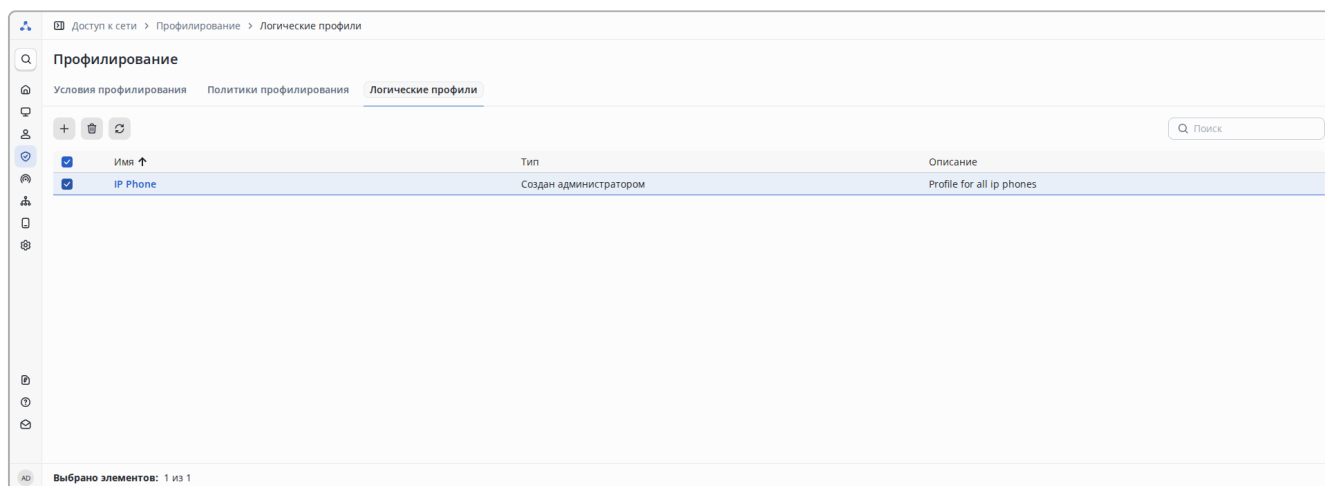 Доступ к сети > Профилирование > Логические профили
Профилирование
Условия профилирования Политики профилирования Логические профили
Поиск
Имя Тип Описание
IP Phone Создан администратором Profile for all ip phones
AD Выбрано элементов: 1 из 1